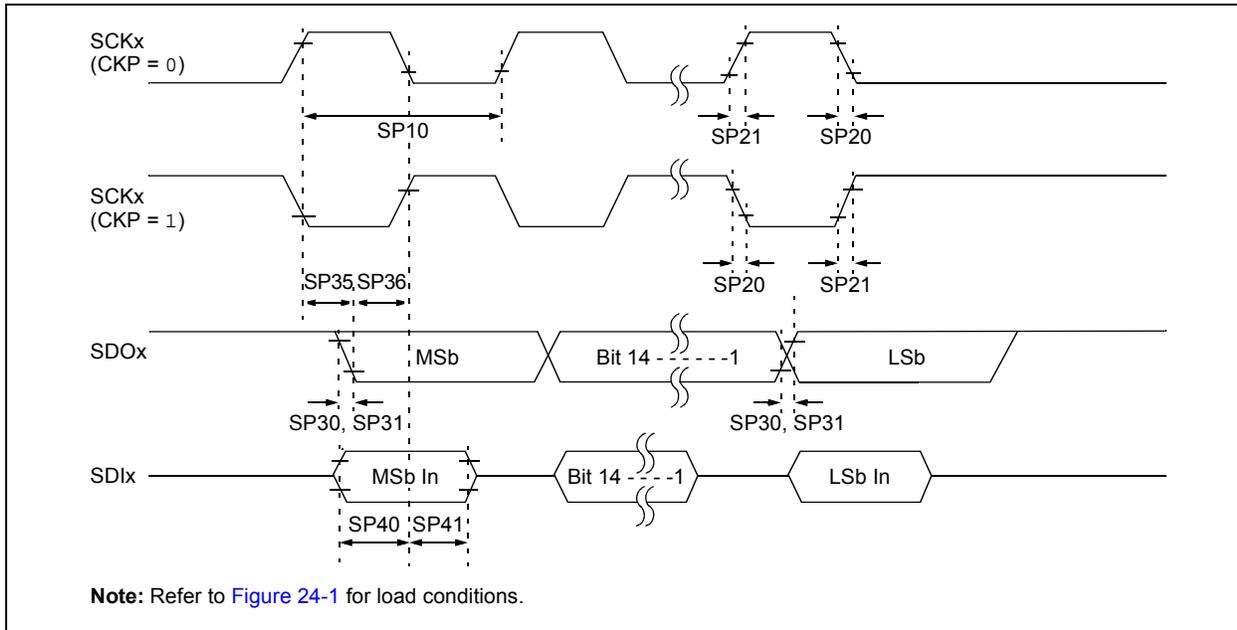 SCKx
(CKP = 0)
SP10
SP21
SP20
SCKx
(CKP = 1)
SP20
SP21
SP35
SP36
SDOx
MSb
Bit 14 - - - - - -1
LSb
SP30, SP31
SP30, SP31
SDIx
MSb In
Bit 14 - - - - -1
LSb In
SP40
SP41
Note: Refer to Figure 24-1 for load conditions.